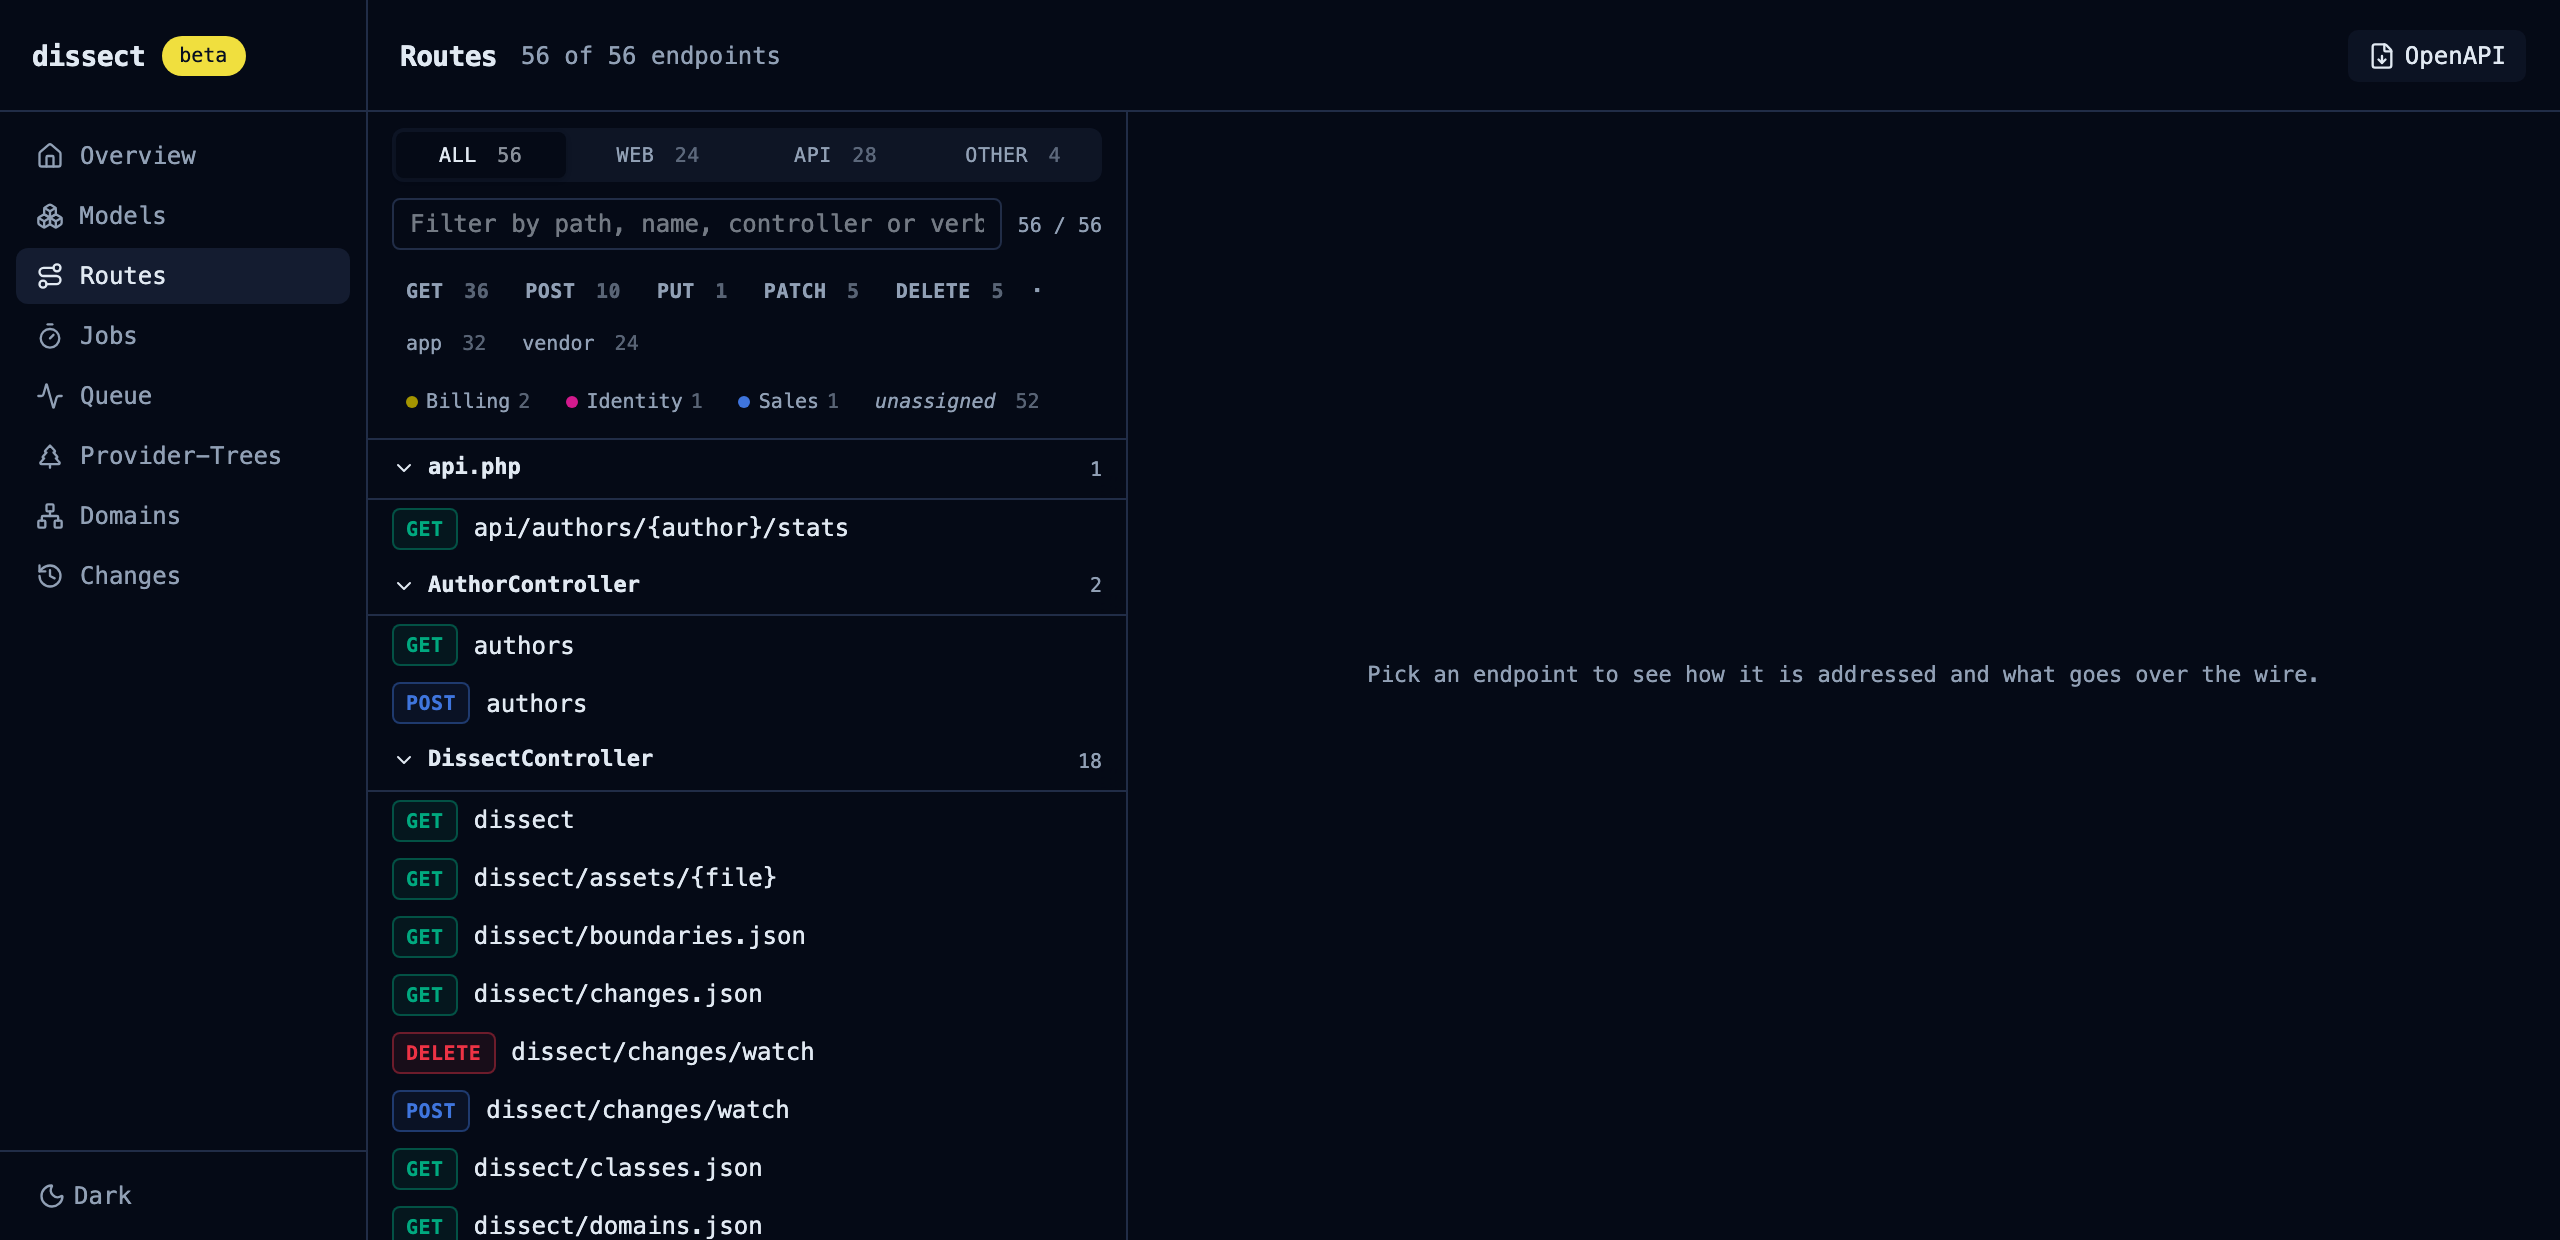 dissect beta
Overview
Models
Routes
Jobs
Queue
Provider-Trees
Domains
Changes
Dark
Routes 56 of 56 endpoints
OpenAPI
ALL 56 WEB 24 API 28 OTHER 4
Filter by path, name, controller or verb 56 / 56
GET 36 POST 10 PUT 1 PATCH 5 DELETE 5 ·
app 32 vendor 24
Billing 2 Identity 1 Sales 1 unassigned 52
api.php 1
GET api/authors/{author}/stats
AuthorController 2
GET authors
POST authors
DissectController 18
GET dissect
GET dissect/assets/{file}
GET dissect/boundaries.json
GET dissect/changes.json
DELETE dissect/changes/watch
POST dissect/changes/watch
GET dissect/classes.json
GET dissect/domains.json
Pick an endpoint to see how it is addressed and what goes over the wire.